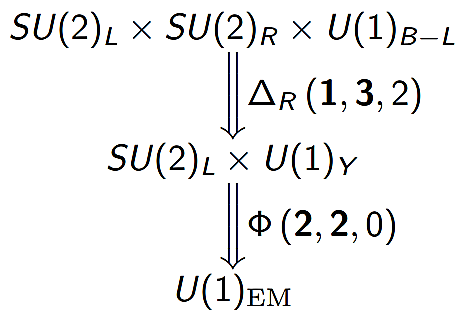 SU(2)_L × SU(2)_R × U(1)_{B−L}
Δ_R (1, 3, 2)
SU(2)_L × U(1)_Y
Φ (2, 2, 0)
U(1)_{EM}